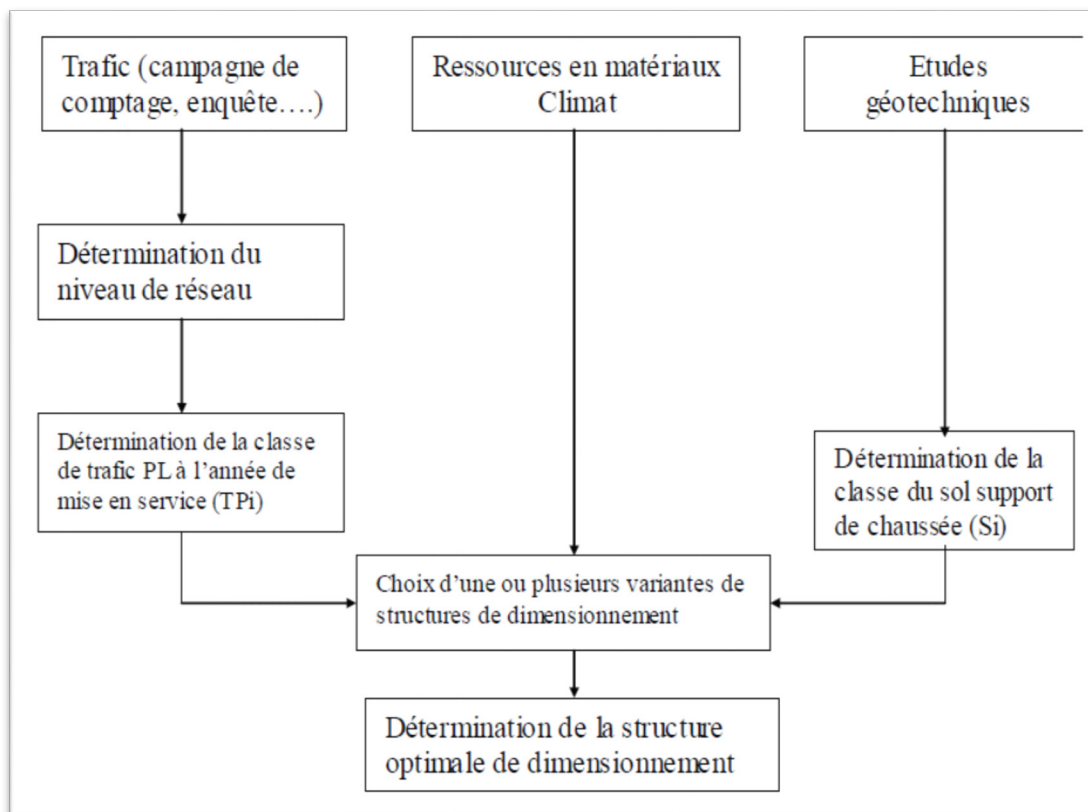 Trafic (campagne de
comptage, enquête….)
Ressources en matériaux
Climat
Etudes
géotechniques
Détermination du
niveau de réseau
Détermination de la classe
de trafic PL à l’année de
mise en service (TPi)
Détermination de la
classe du sol support
de chaussée (Si)
Choix d’une ou plusieurs variantes de
structures de dimensionnement
Détermination de la structure
optimale de dimensionnement